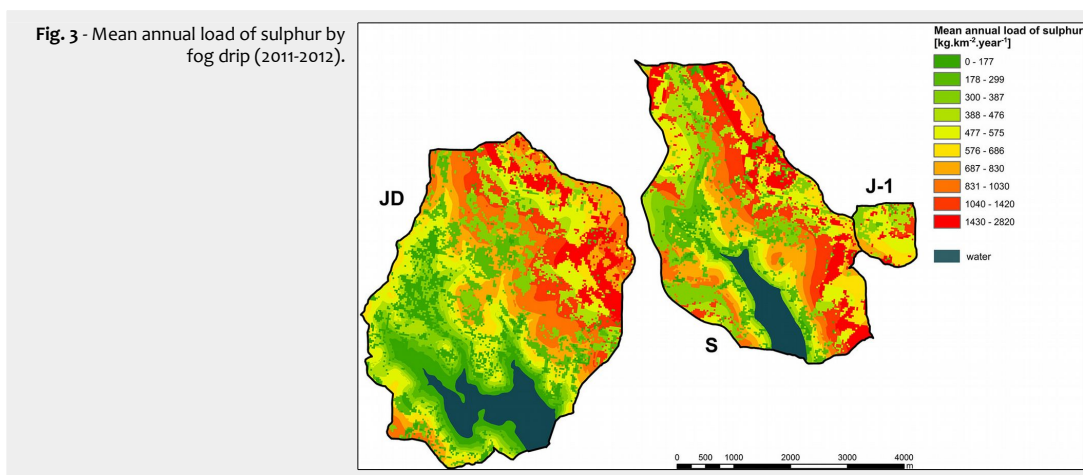 Fig. 3 - Mean annual load of sulphur by
fog drip (2011-2012).
Mean annual load of sulphur
[kg.km⁻².year⁻¹]
0 - 177
178 - 299
300 - 387
388 - 476
477 - 575
576 - 686
687 - 830
831 - 1030
1040 - 1420
1430 - 2820
water
JD
J-1
S
0 500 1000 2000 3000 4000
m